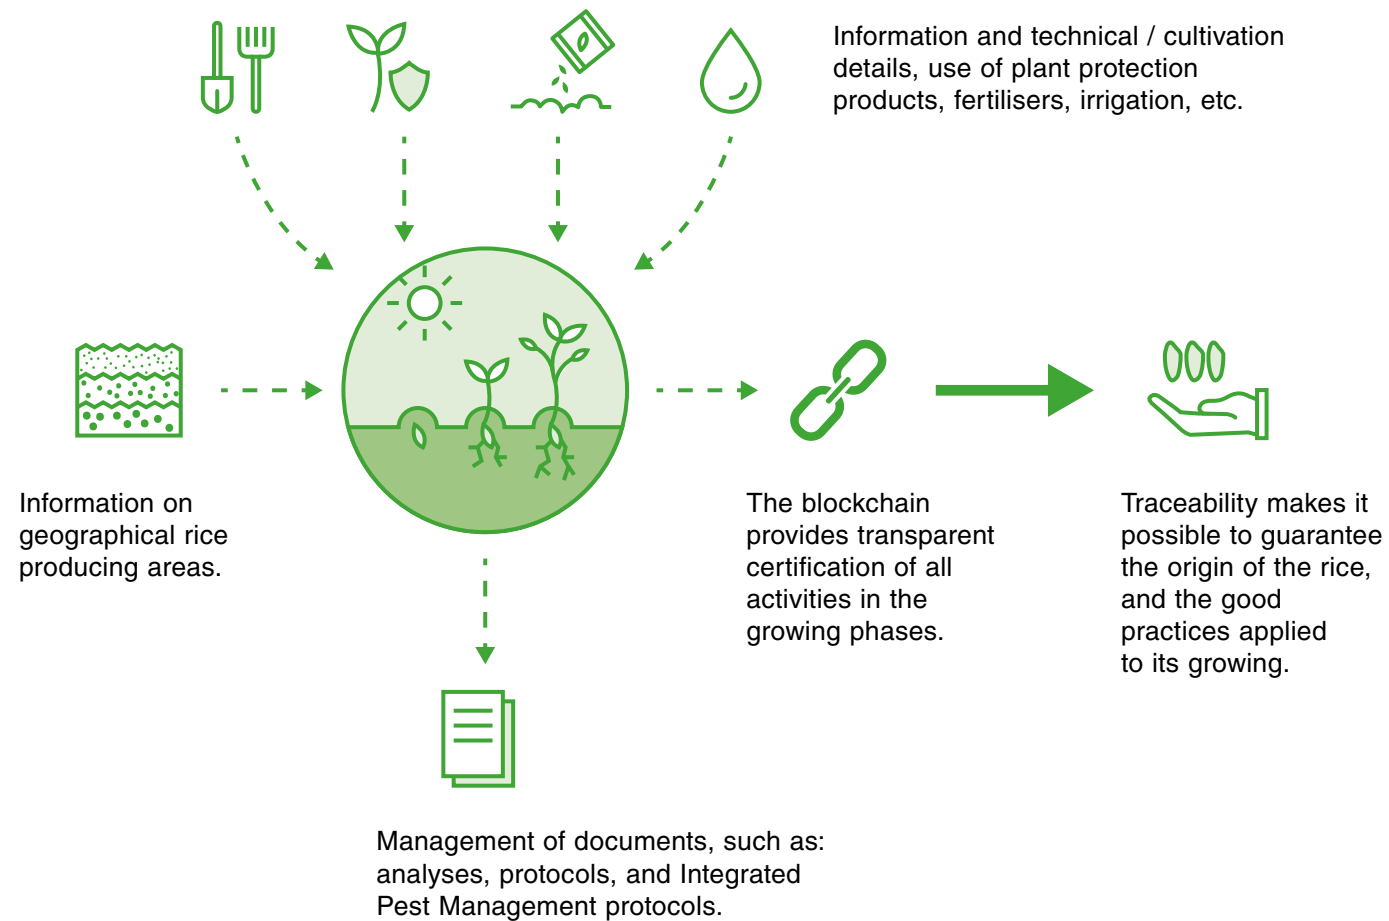 Information and technical / cultivation
details, use of plant protection
products, fertilisers, irrigation, etc.
Information on
geographical rice
producing areas.
The blockchain
provides transparent
certification of all
activities in the
growing phases.
Traceability makes it
possible to guarantee
the origin of the rice,
and the good
practices applied
to its growing.
Management of documents, such as:
analyses, protocols, and Integrated
Pest Management protocols.